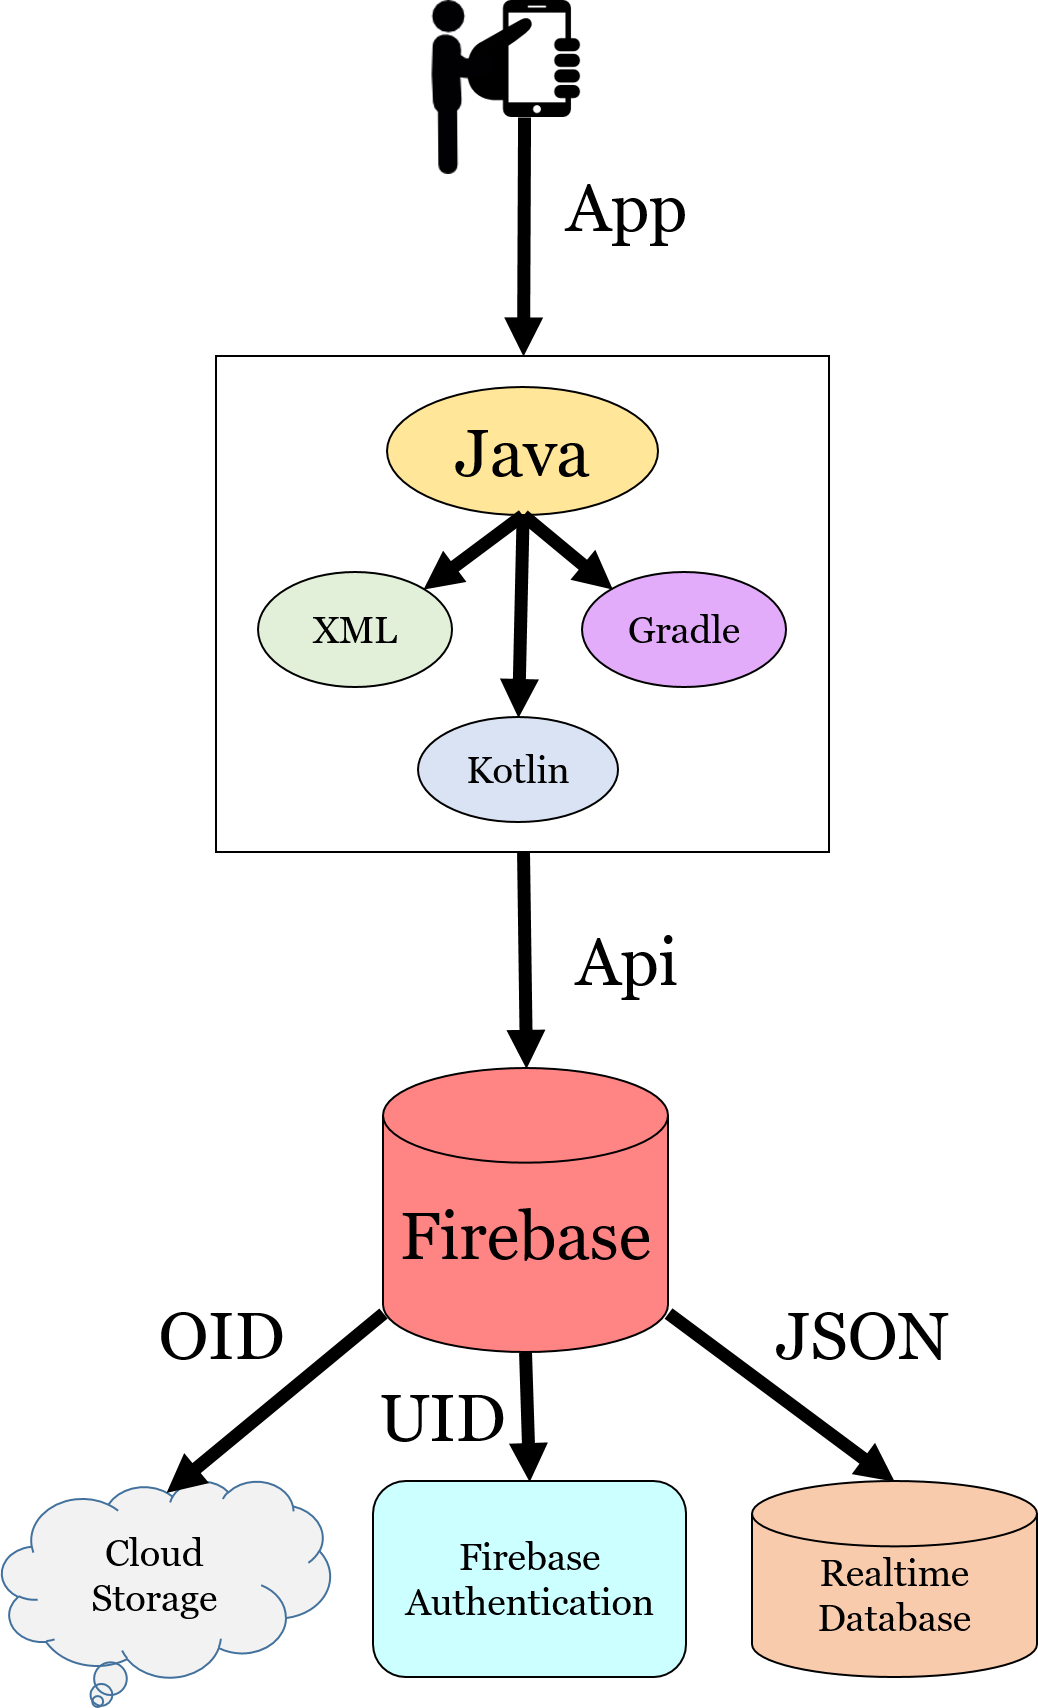 App
Java
XML
Gradle
Kotlin
Api
Firebase
OID
JSON
UID
Cloud
Storage
Firebase
Authentication
Realtime
Database